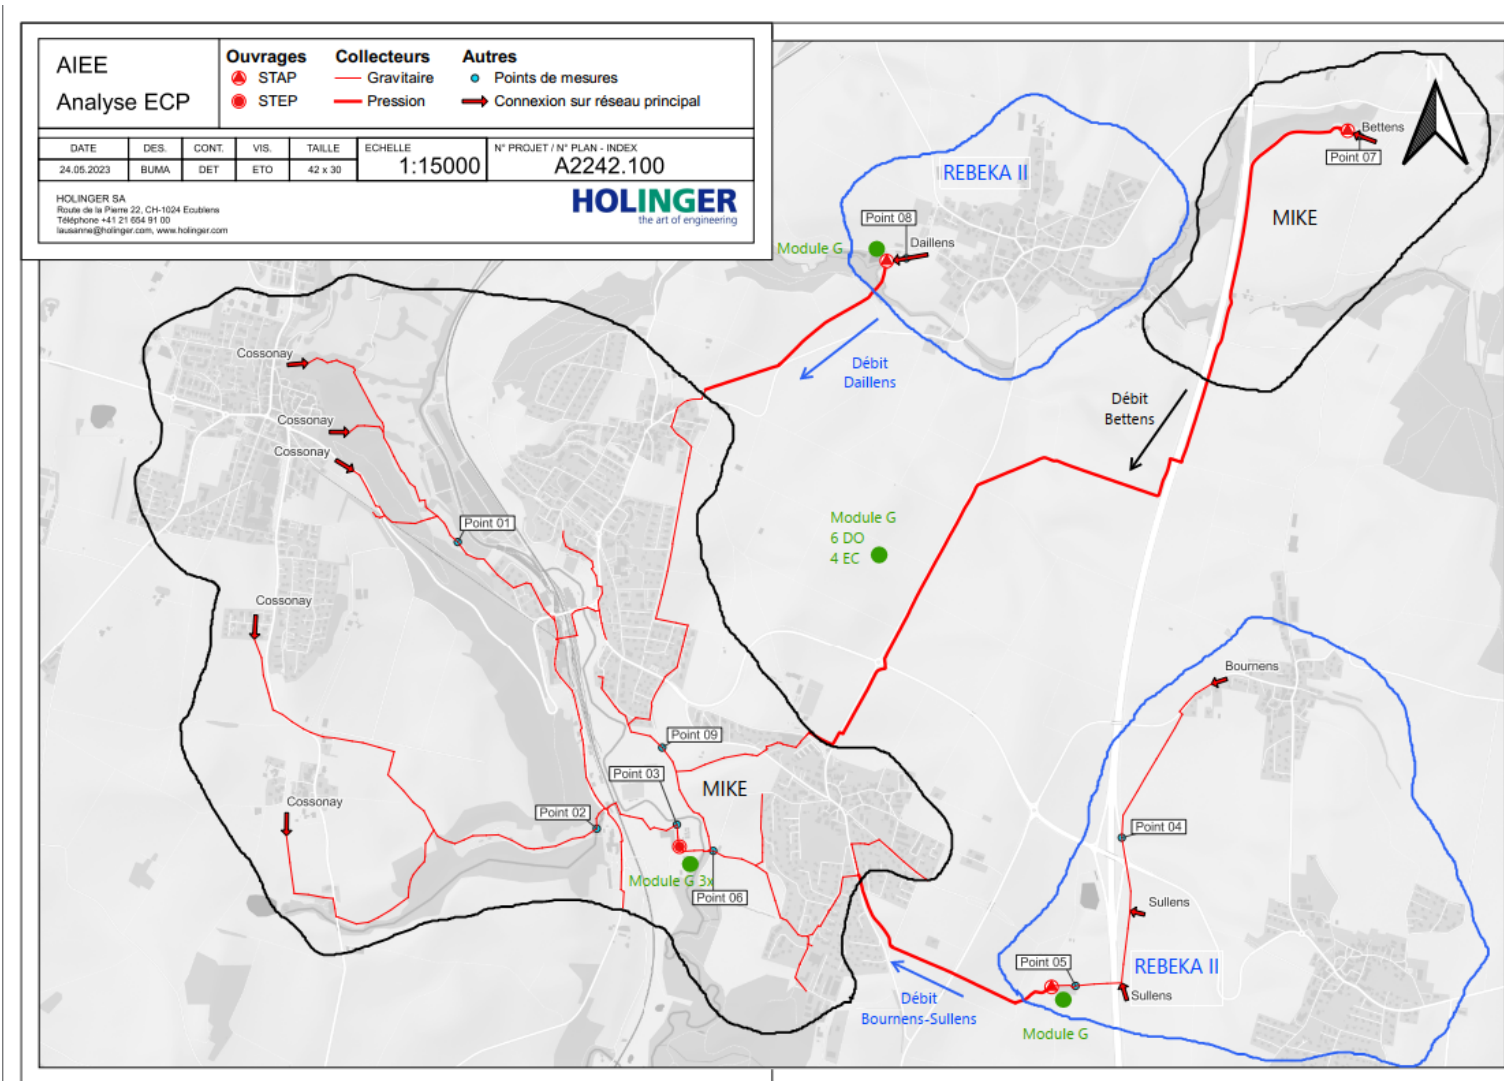 AIEE
Analyse ECP
Ouvrages
STAP
STEP
Collecteurs
Gravitaire
Pression
Autres
Points de mesures
Connexion sur réseau principal
DATE
DES.
CONT.
VIS.
TAILLE
ECHELLE
N° PROJET / N° PLAN - INDEX
24.05.2023
BUMA
DET
ETO
42 x 30
1:15000
A2242.100
HOLINGER SA
Route de la Pierre 22, CH-1024 Ecublens
Téléphone +41 21 654 91 00
lausanne@holinger.com, www.holinger.com
HOLINGER
the art of engineering
N
Bettens
Point 07
MIKE
REBEKA II
Point 08
Daillens
Module G
Débit
Daillens
Débit
Bettens
Cossonay
Cossonay
Cossonay
Point 01
Module G
6 DO
4 EC
Cossonay
Bournens
Point 09
Point 03
MIKE
Cossonay
Point 02
Point 04
Module G 3x
Point 06
Sullens
Point 05
REBEKA II
Sullens
Débit
Bournens-Sullens
Module G